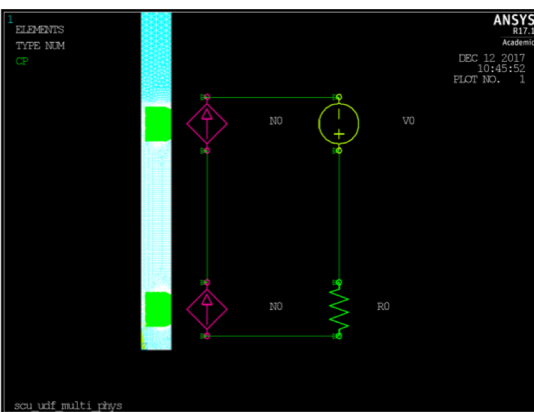 1
ELEMENTS
TYPE NUM
CP
ANSYS
R17.1
Academic
DEC 12 2017
10:45:52
PLOT NO. 1
N0
V0
N0
R0
scu_udf_multi_phys